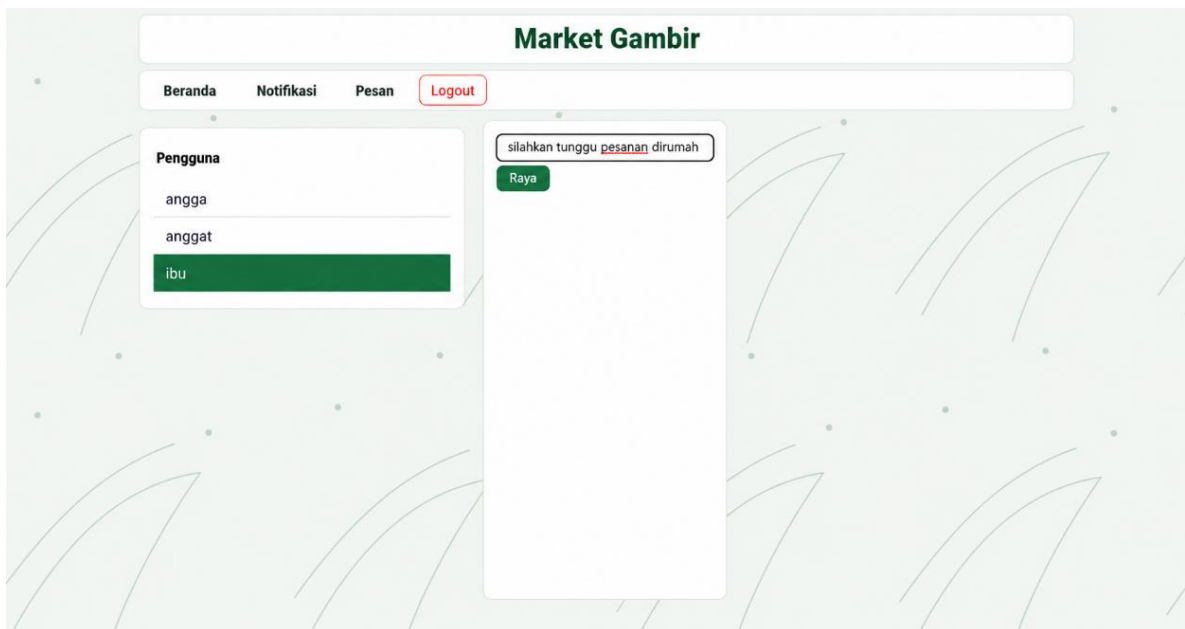 Market Gambir
Beranda Notifikasi Pesan Logout
Pengguna
angga
anggat
ibu
silahkan tunggu pesanan dirumah
Raya